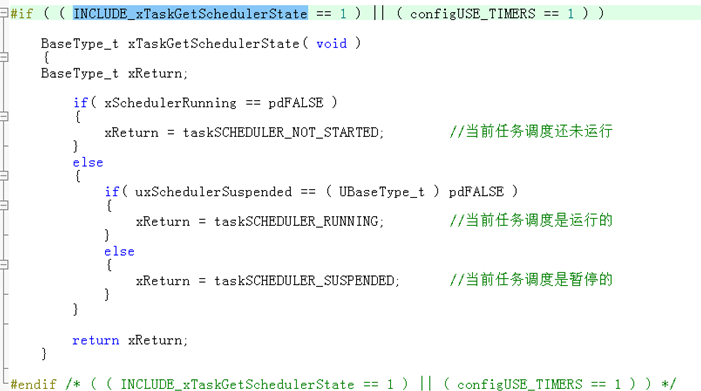 #if ( ( INCLUDE_xTaskGetSchedulerState == 1 ) || ( configUSE_TIMERS == 1 ) )
BaseType_t xTaskGetSchedulerState( void )
{
BaseType_t xReturn;
if( xSchedulerRunning == pdFALSE )
{
xReturn = taskSCHEDULER_NOT_STARTED; //当前任务调度还未运行
}
else
{
if( uxSchedulerSuspended == ( UBaseType_t ) pdFALSE )
{
xReturn = taskSCHEDULER_RUNNING; //当前任务调度是运行的
}
else
{
xReturn = taskSCHEDULER_SUSPENDED; //当前任务调度是暂停的
}
}
return xReturn;
}
#endif /* ( ( INCLUDE_xTaskGetSchedulerState == 1 ) || ( configUSE_TIMERS == 1 ) ) */